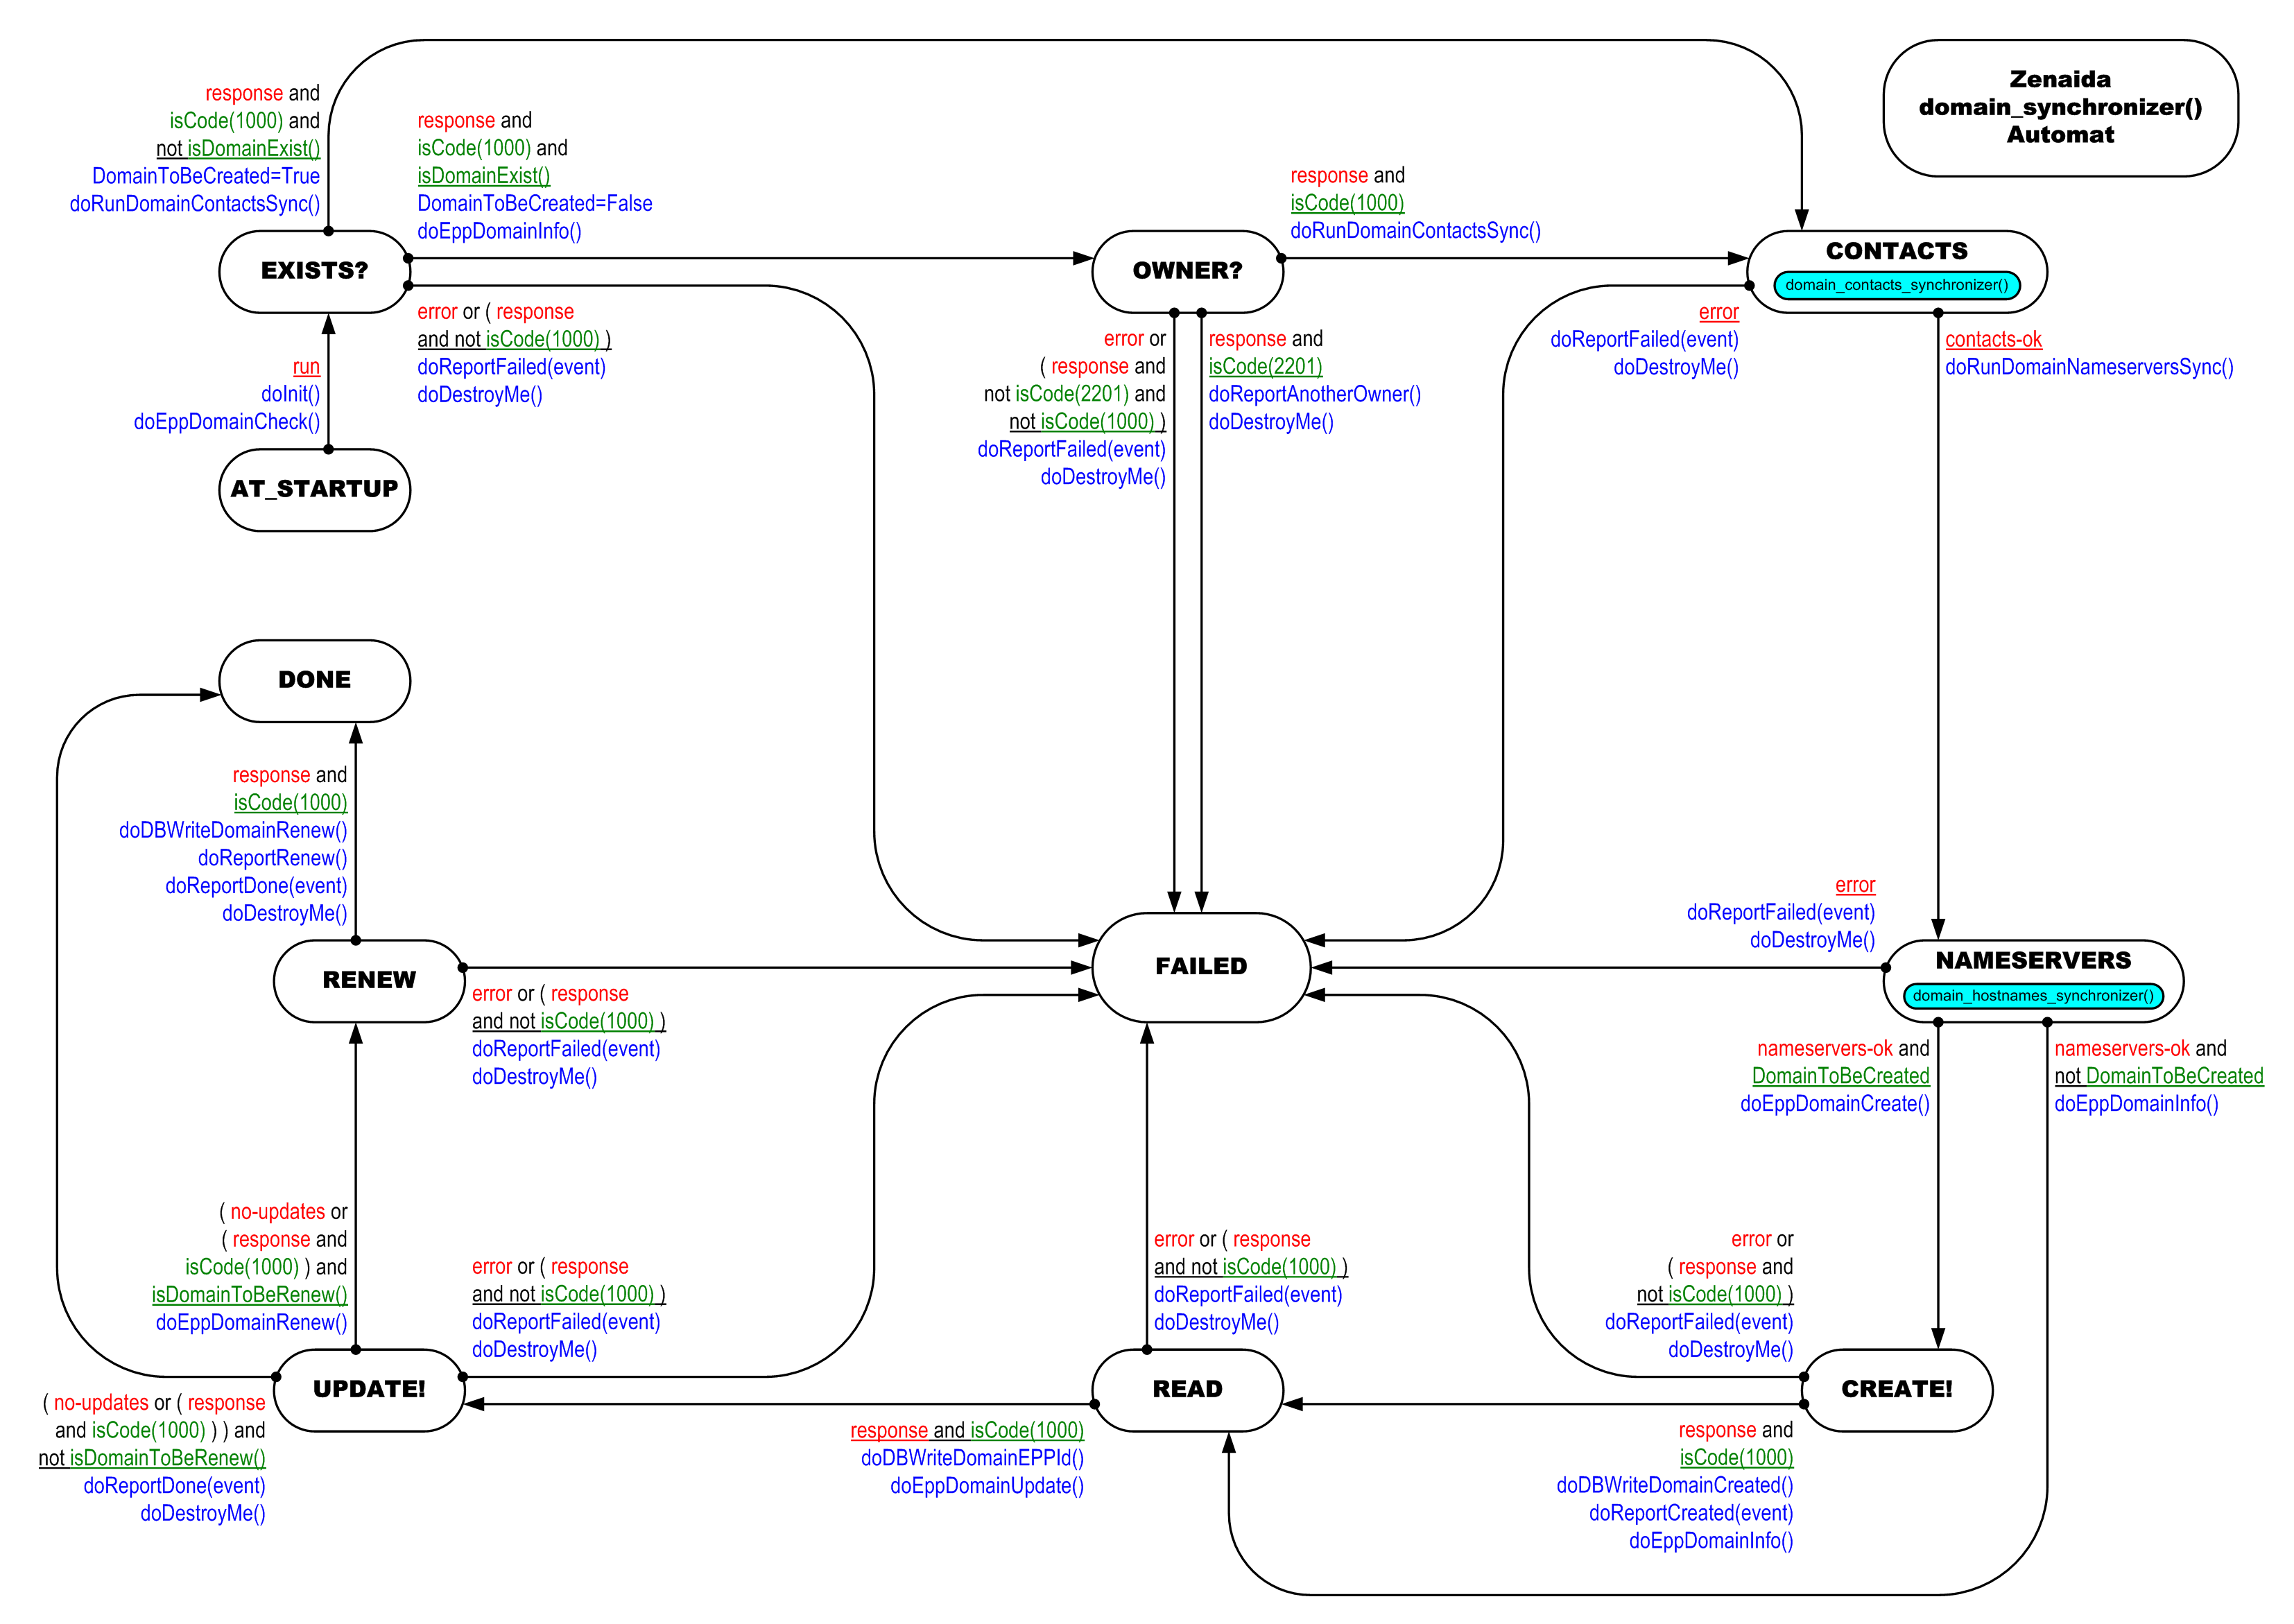 Zenaida
domain_synchronizer()
Automat
response and
isCode(1000) and
not isDomainExist()
DomainToBeCreated=True
doRunDomainContactsSync()
response and
isCode(1000) and
isDomainExist()
DomainToBeCreated=False
doEppDomainInfo()
response and
isCode(1000)
doRunDomainContactsSync()
EXISTS?
OWNER?
CONTACTS
domain_contacts_synchronizer()
run
doInit()
doEppDomainCheck()
error or ( response
and not isCode(1000) )
doReportFailed(event)
doDestroyMe()
error or
( response and
not isCode(2201) and
not isCode(1000) )
doReportFailed(event)
doDestroyMe()
response and
isCode(2201)
doReportAnotherOwner()
doDestroyMe()
error
doReportFailed(event)
doDestroyMe()
contacts-ok
doRunDomainNameserversSync()
AT_STARTUP
DONE
response and
isCode(1000)
doDBWriteDomainRenew()
doReportRenew()
doReportDone(event)
doDestroyMe()
error
doReportFailed(event)
doDestroyMe()
RENEW
FAILED
NAMESERVERS
domain_hostnames_synchronizer()
error or ( response
and not isCode(1000) )
doReportFailed(event)
doDestroyMe()
nameservers-ok and
DomainToBeCreated
doEppDomainCreate()
nameservers-ok and
not DomainToBeCreated
doEppDomainInfo()
( no-updates or
( response and
isCode(1000) ) and
isDomainToBeRenew()
doEppDomainRenew()
error or ( response
and not isCode(1000) )
doReportFailed(event)
doDestroyMe()
error or ( response
and not isCode(1000) )
doReportFailed(event)
doDestroyMe()
error or
( response and
not isCode(1000) )
doReportFailed(event)
doDestroyMe()
UPDATE!
READ
CREATE!
( no-updates or ( response
and isCode(1000) ) ) and
not isDomainToBeRenew()
doReportDone(event)
doDestroyMe()
response and isCode(1000)
doDBWriteDomainEPPId()
doEppDomainUpdate()
response and
isCode(1000)
doDBWriteDomainCreated()
doReportCreated(event)
doEppDomainInfo()